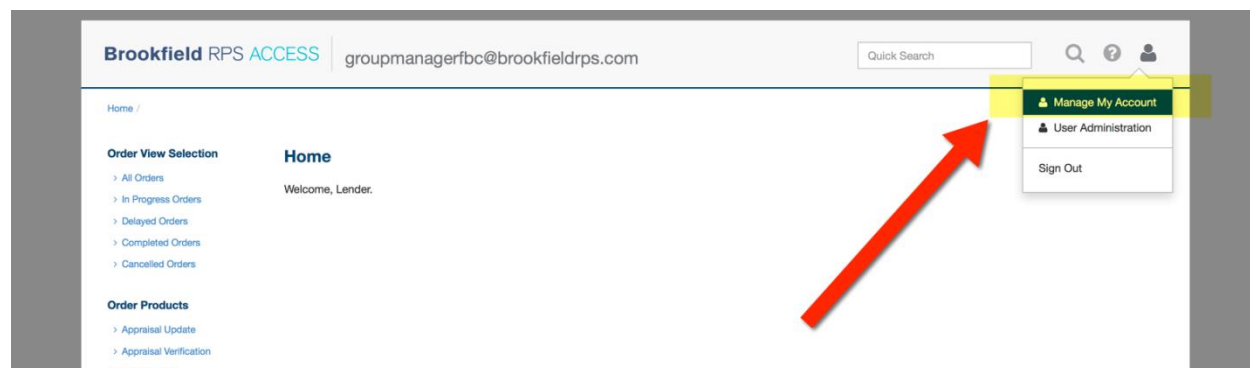 Brookfield RPS ACCESS
groupmanagerfbc@brookfieldrps.com
Quick Search
Manage My Account
User Administration
Sign Out
Home /
Order View Selection
> All Orders
> In Progress Orders
> Delayed Orders
> Completed Orders
> Cancelled Orders
Order Products
> Appraisal Update
> Appraisal Verification
Home
Welcome, Lender.